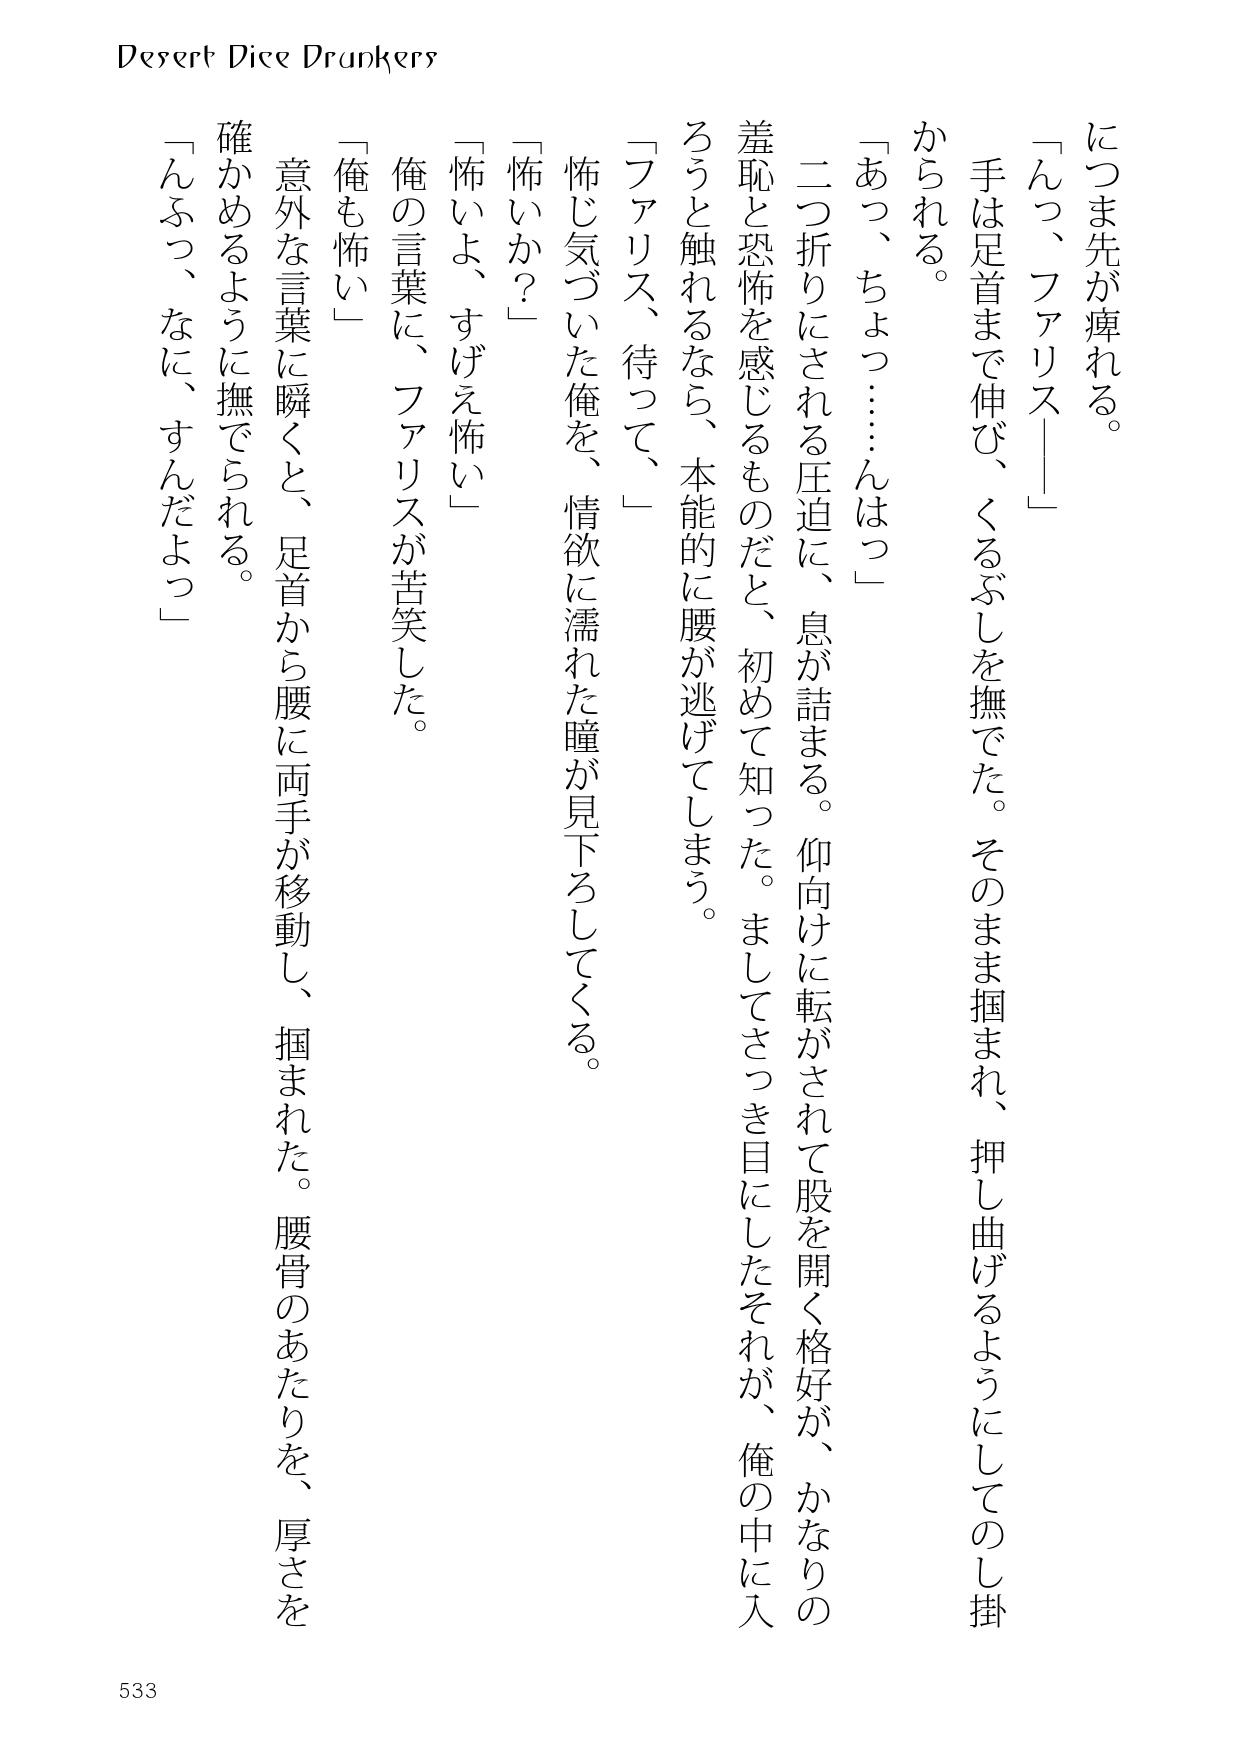 Desert Dice Drunkers
につま先が痺れる。
「んっ、ファリス――」
　手は足首まで伸び、くるぶしを撫でた。そのまま掴まれ、押し曲げるようにしてのし掛
かられる。
「あっ、ちょっ……んはっ」
　二つ折りにされる圧迫に、息が詰まる。仰向けに転がされて股を開く格好が、かなりの
羞恥と恐怖を感じるものだと、初めて知った。ましてさっき目にしたそれが、俺の中に入
ろうと触れるなら、本能的に腰が逃げてしまう。
「ファリス、待って、」
　怖じ気づいた俺を、情欲に濡れた瞳が見下ろしてくる。
「怖いか？」
「怖いよ、すげえ怖い」
　俺の言葉に、ファリスが苦笑した。
「俺も怖い」
　意外な言葉に瞬くと、足首から腰に両手が移動し、掴まれた。腰骨のあたりを、厚さを
確かめるように撫でられる。
「んふっ、なに、すんだよっ」
533